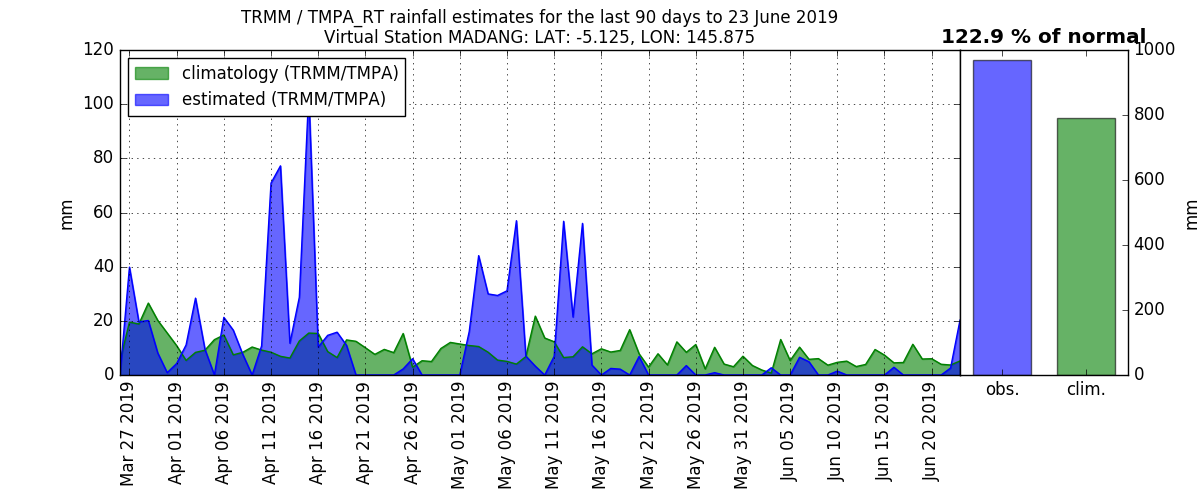 TRMM / TMPA_RT rainfall estimates for the last 90 days to 23 June 2019
Virtual Station MADANG: LAT: -5.125, LON: 145.875
122.9 % of normal
climatology (TRMM/TMPA)
estimated (TRMM/TMPA)
120
100
80
60
40
20
0
mm
Mar 27 2019
Apr 01 2019
Apr 06 2019
Apr 11 2019
Apr 16 2019
Apr 21 2019
Apr 26 2019
May 01 2019
May 06 2019
May 11 2019
May 16 2019
May 21 2019
May 26 2019
May 31 2019
Jun 05 2019
Jun 10 2019
Jun 15 2019
Jun 20 2019
obs.
clim.
1000
800
600
400
200
0
mm